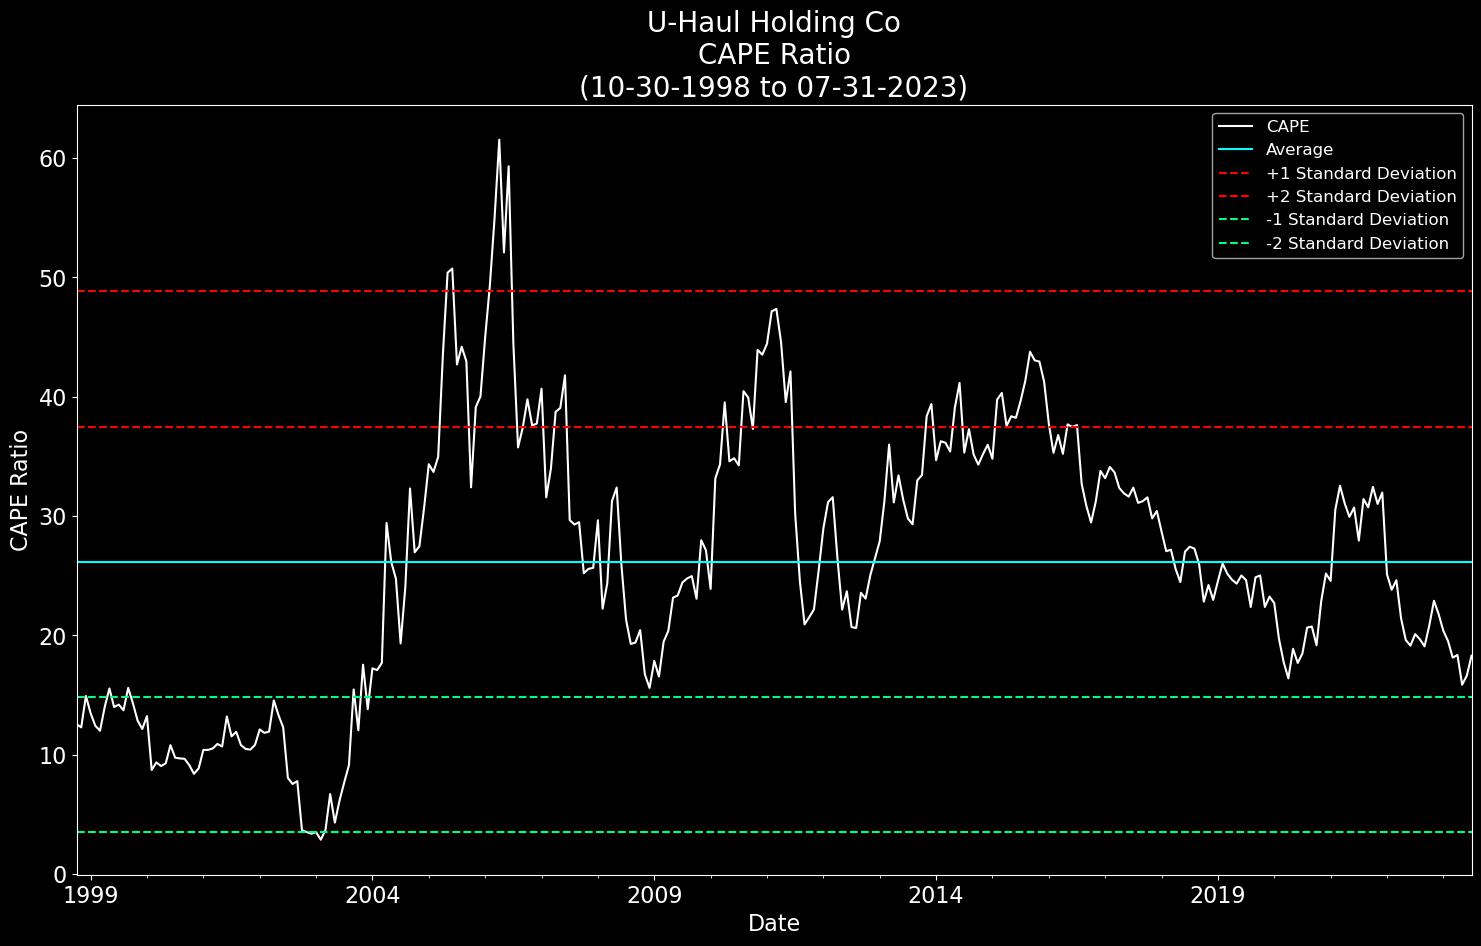 U-Haul Holding Co
CAPE Ratio
(10-30-1998 to 07-31-2023)
CAPE
Average
+1 Standard Deviation
+2 Standard Deviation
-1 Standard Deviation
-2 Standard Deviation
CAPE Ratio
60
50
40
30
20
10
0
1999 2004 2009 2014 2019
Date